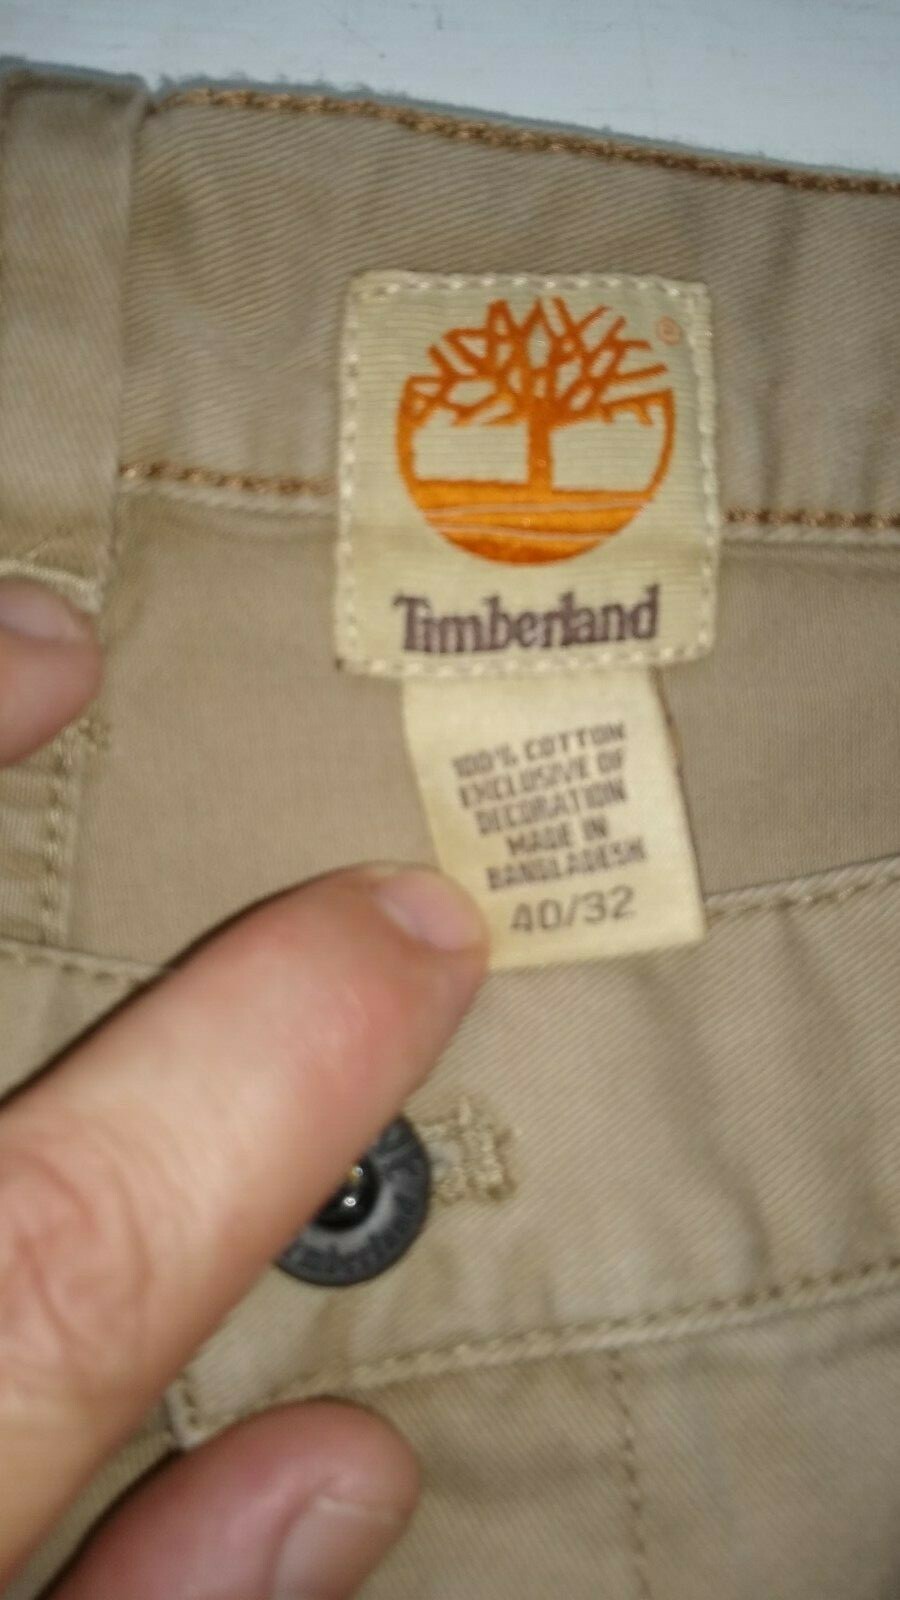 ®
Timberland
100% COTTON
EXCLUSIVE OF
DECORATION
MADE IN
BANGLADESH
40/32